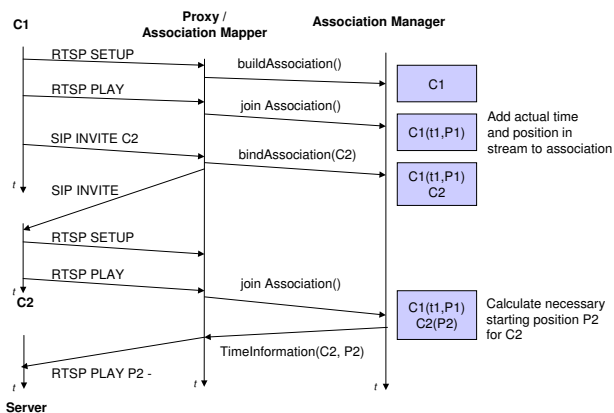 C1
Proxy /
Association Mapper
Association Manager
RTSP SETUP
buildAssociation()
C1
RTSP PLAY
join Association()
C1(t1,P1)
Add actual time
and position in
stream to association
SIP INVITE C2
bindAssociation(C2)
C1(t1,P1)
C2
t
SIP INVITE
RTSP SETUP
RTSP PLAY
join Association()
t
C2
C1(t1,P1)
C2(P2)
Calculate necessary
starting position P2
for C2
TimeInformation(C2, P2)
RTSP PLAY P2 -
t
t
t
Server